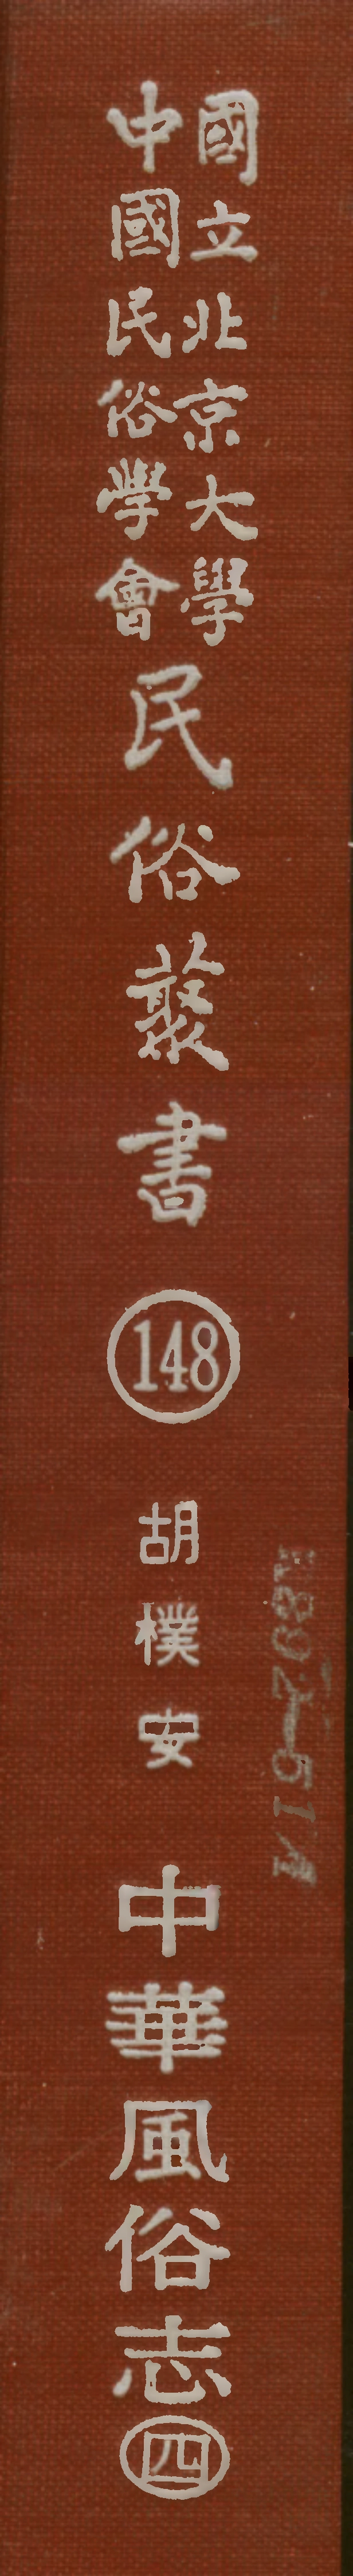 國立北京大學
中國民俗學會
民俗叢書
148
胡樸安
中華風俗志
四